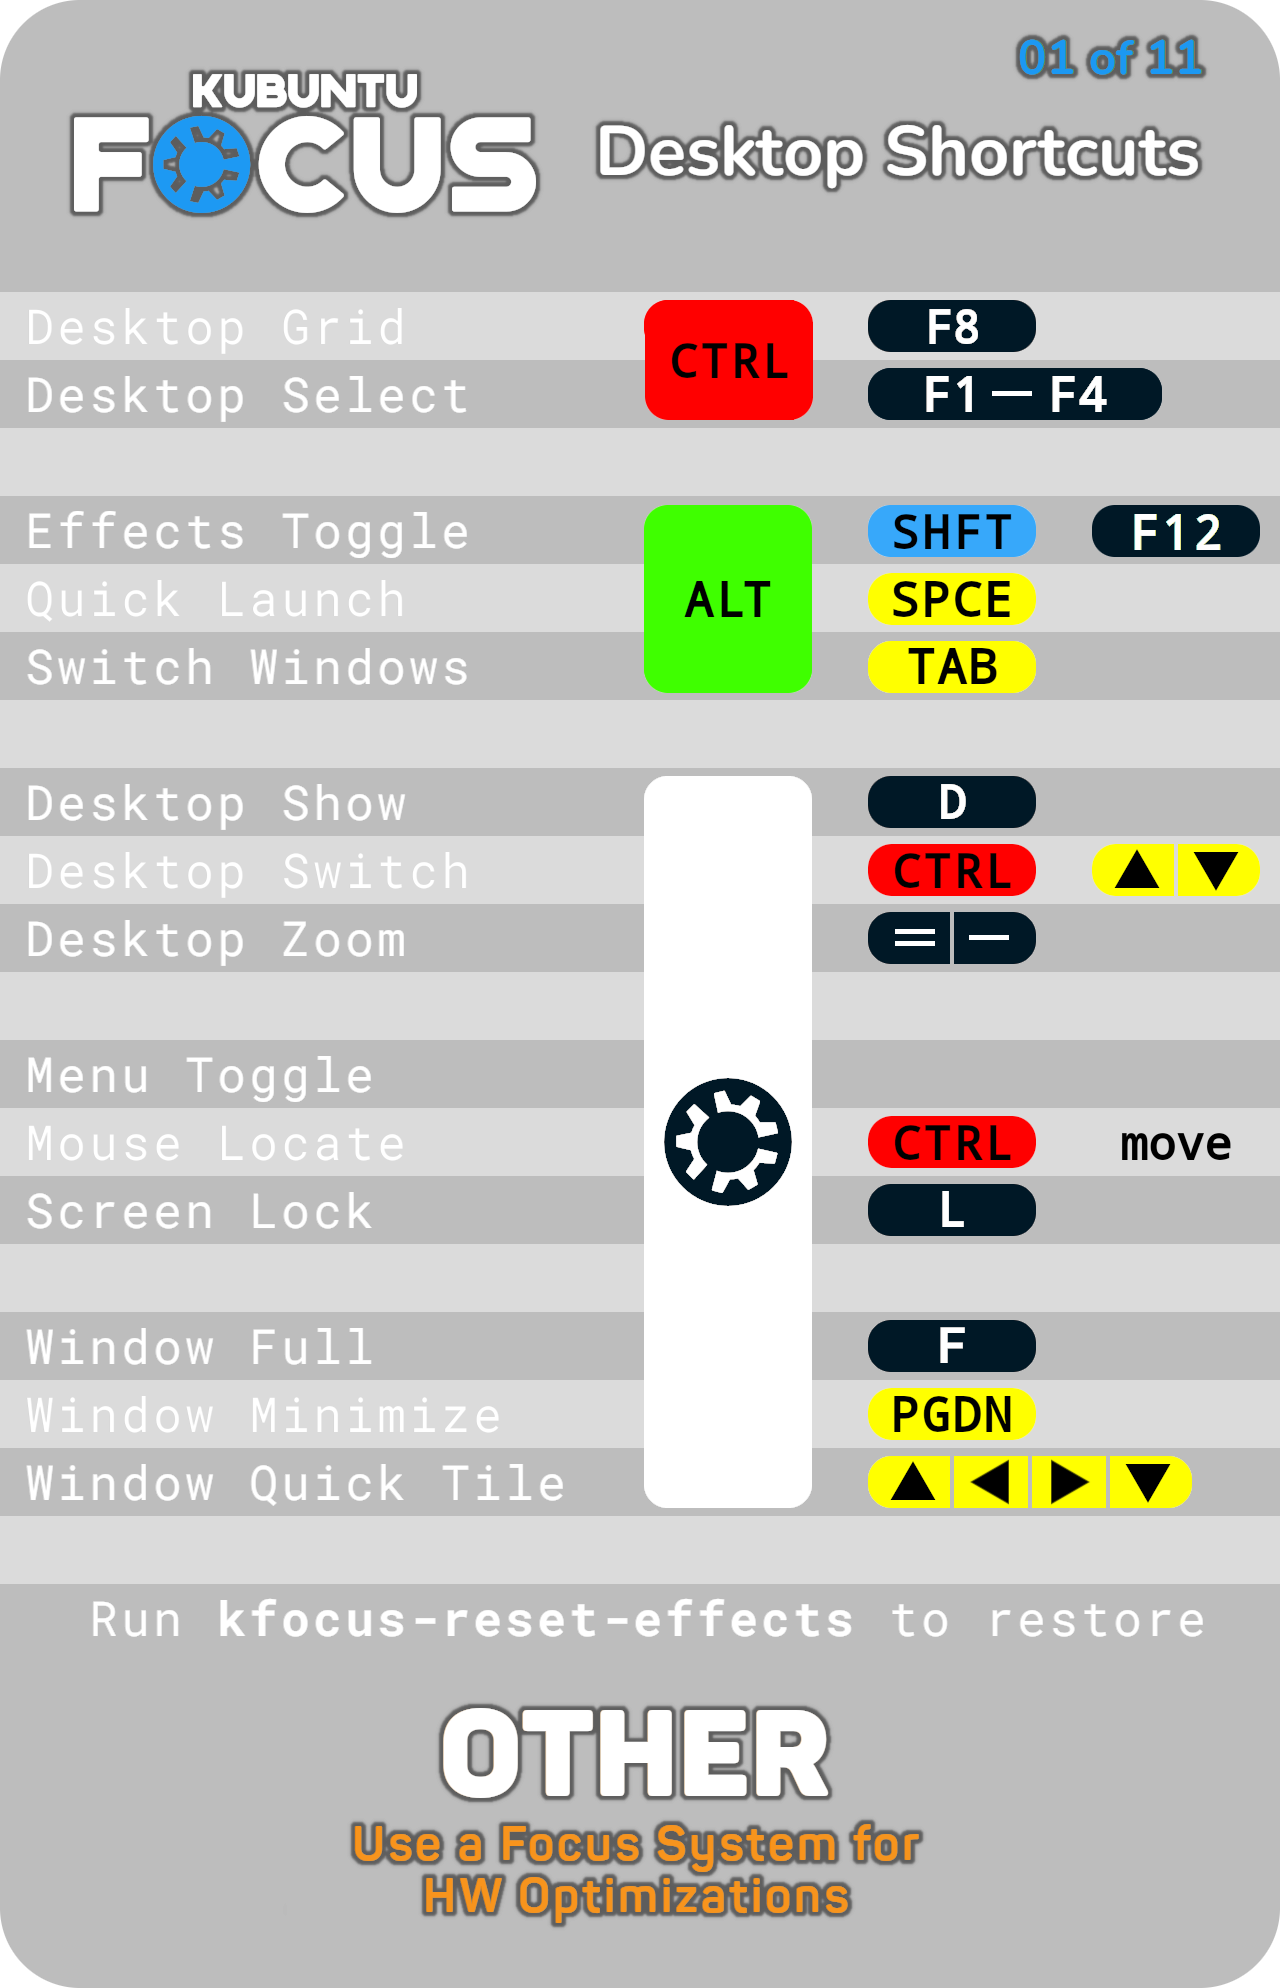 01 of 11
KUBUNTU
FOCUS
Desktop Shortcuts
Desktop Grid CTRL F8
Desktop Select F1 — F4
Effects Toggle SHFT F12
Quick Launch ALT SPCE
Switch Windows TAB
Desktop Show D
Desktop Switch CTRL ▲ ▼
Desktop Zoom = −
Menu Toggle
Mouse Locate CTRL move
Screen Lock L
Window Full F
Window Minimize PGDN
Window Quick Tile ▲ ◀ ▶ ▼
Run kfocus-reset-effects to restore
OTHER
Use a Focus System for
HW Optimizations